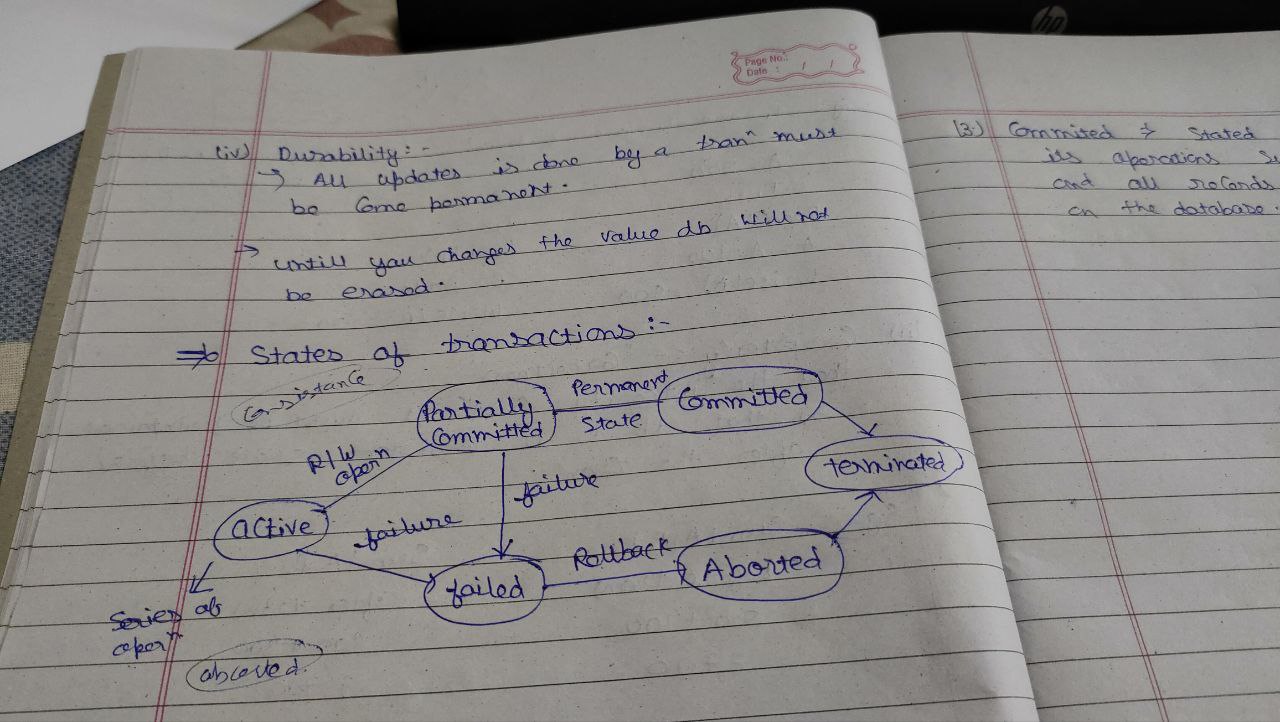 hp
Page No.:
Date : / /
(iv) Durability :-
→ All updates is done by a tranⁿ must
be Come permanent.
→ untill you changes the value db will not
be erased.
⇒ States of transactions :-
Consistance
Partially
Committed
Permanent
State
Committed
R/W
operⁿ
failure
terminated
active
failure
failed
Rollback
Aborted
Series of
operⁿ
aborted.
(3.) Commited → Stated
its operations
and all records
on the database.